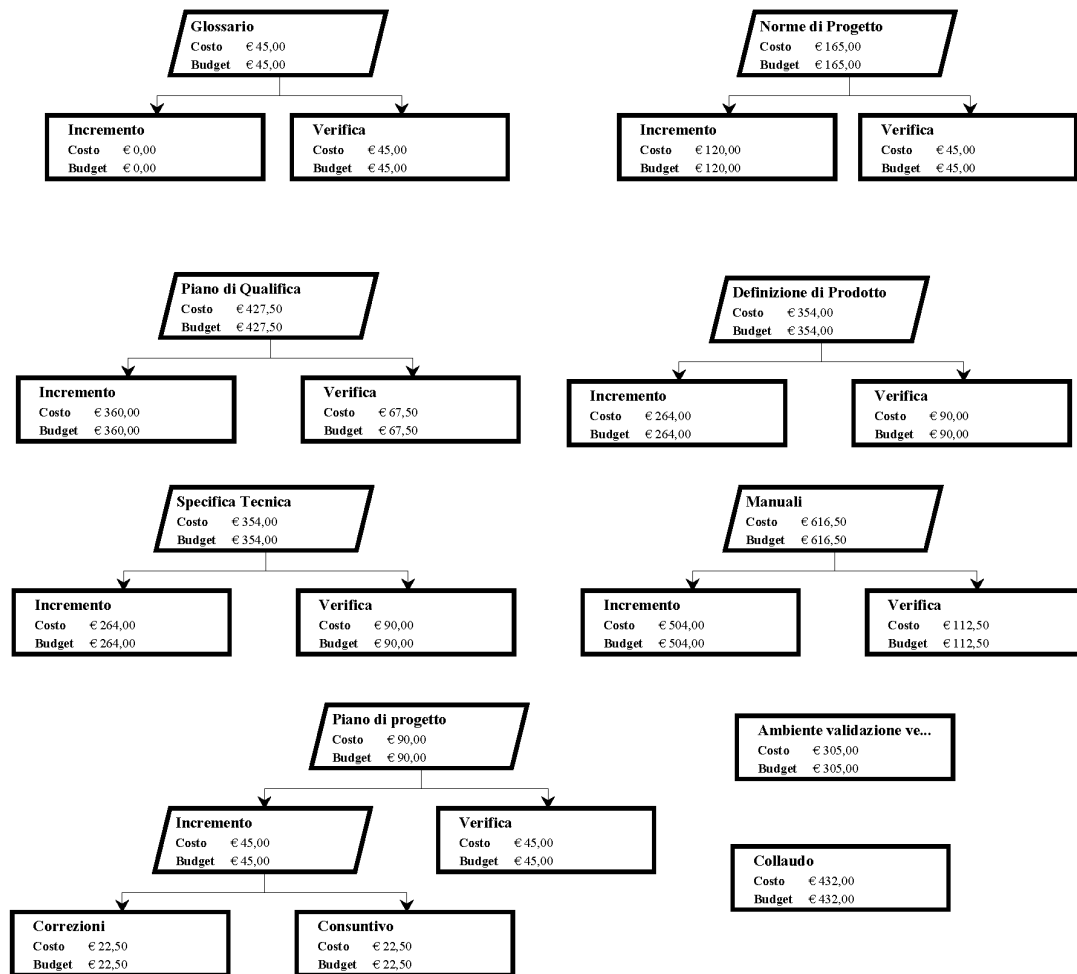 Glossario
Costo € 45,00
Budget € 45,00
Incremento
Costo € 0,00
Budget € 0,00
Verifica
Costo € 45,00
Budget € 45,00
Norme di Progetto
Costo € 165,00
Budget € 165,00
Incremento
Costo € 120,00
Budget € 120,00
Verifica
Costo € 45,00
Budget € 45,00
Piano di Qualifica
Costo € 427,50
Budget € 427,50
Incremento
Costo € 360,00
Budget € 360,00
Verifica
Costo € 67,50
Budget € 67,50
Definizione di Prodotto
Costo € 354,00
Budget € 354,00
Incremento
Costo € 264,00
Budget € 264,00
Verifica
Costo € 90,00
Budget € 90,00
Specifica Tecnica
Costo € 354,00
Budget € 354,00
Incremento
Costo € 264,00
Budget € 264,00
Verifica
Costo € 90,00
Budget € 90,00
Manuali
Costo € 616,50
Budget € 616,50
Incremento
Costo € 504,00
Budget € 504,00
Verifica
Costo € 112,50
Budget € 112,50
Piano di progetto
Costo € 90,00
Budget € 90,00
Incremento
Costo € 45,00
Budget € 45,00
Verifica
Costo € 45,00
Budget € 45,00
Correzioni
Costo € 22,50
Budget € 22,50
Consuntivo
Costo € 22,50
Budget € 22,50
Ambiente validazione ve...
Costo € 305,00
Budget € 305,00
Collaudo
Costo € 432,00
Budget € 432,00